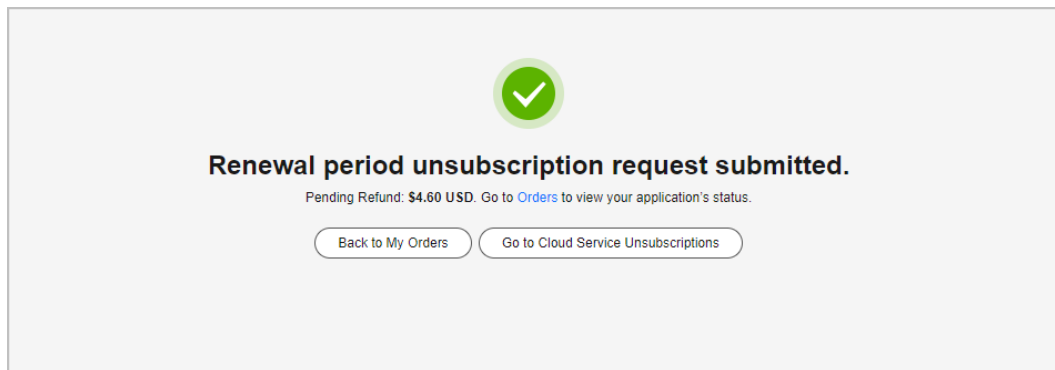 Renewal period unsubscription request submitted.
Pending Refund: $4.60 USD. Go to Orders to view your application's status.
Back to My Orders
Go to Cloud Service Unsubscriptions